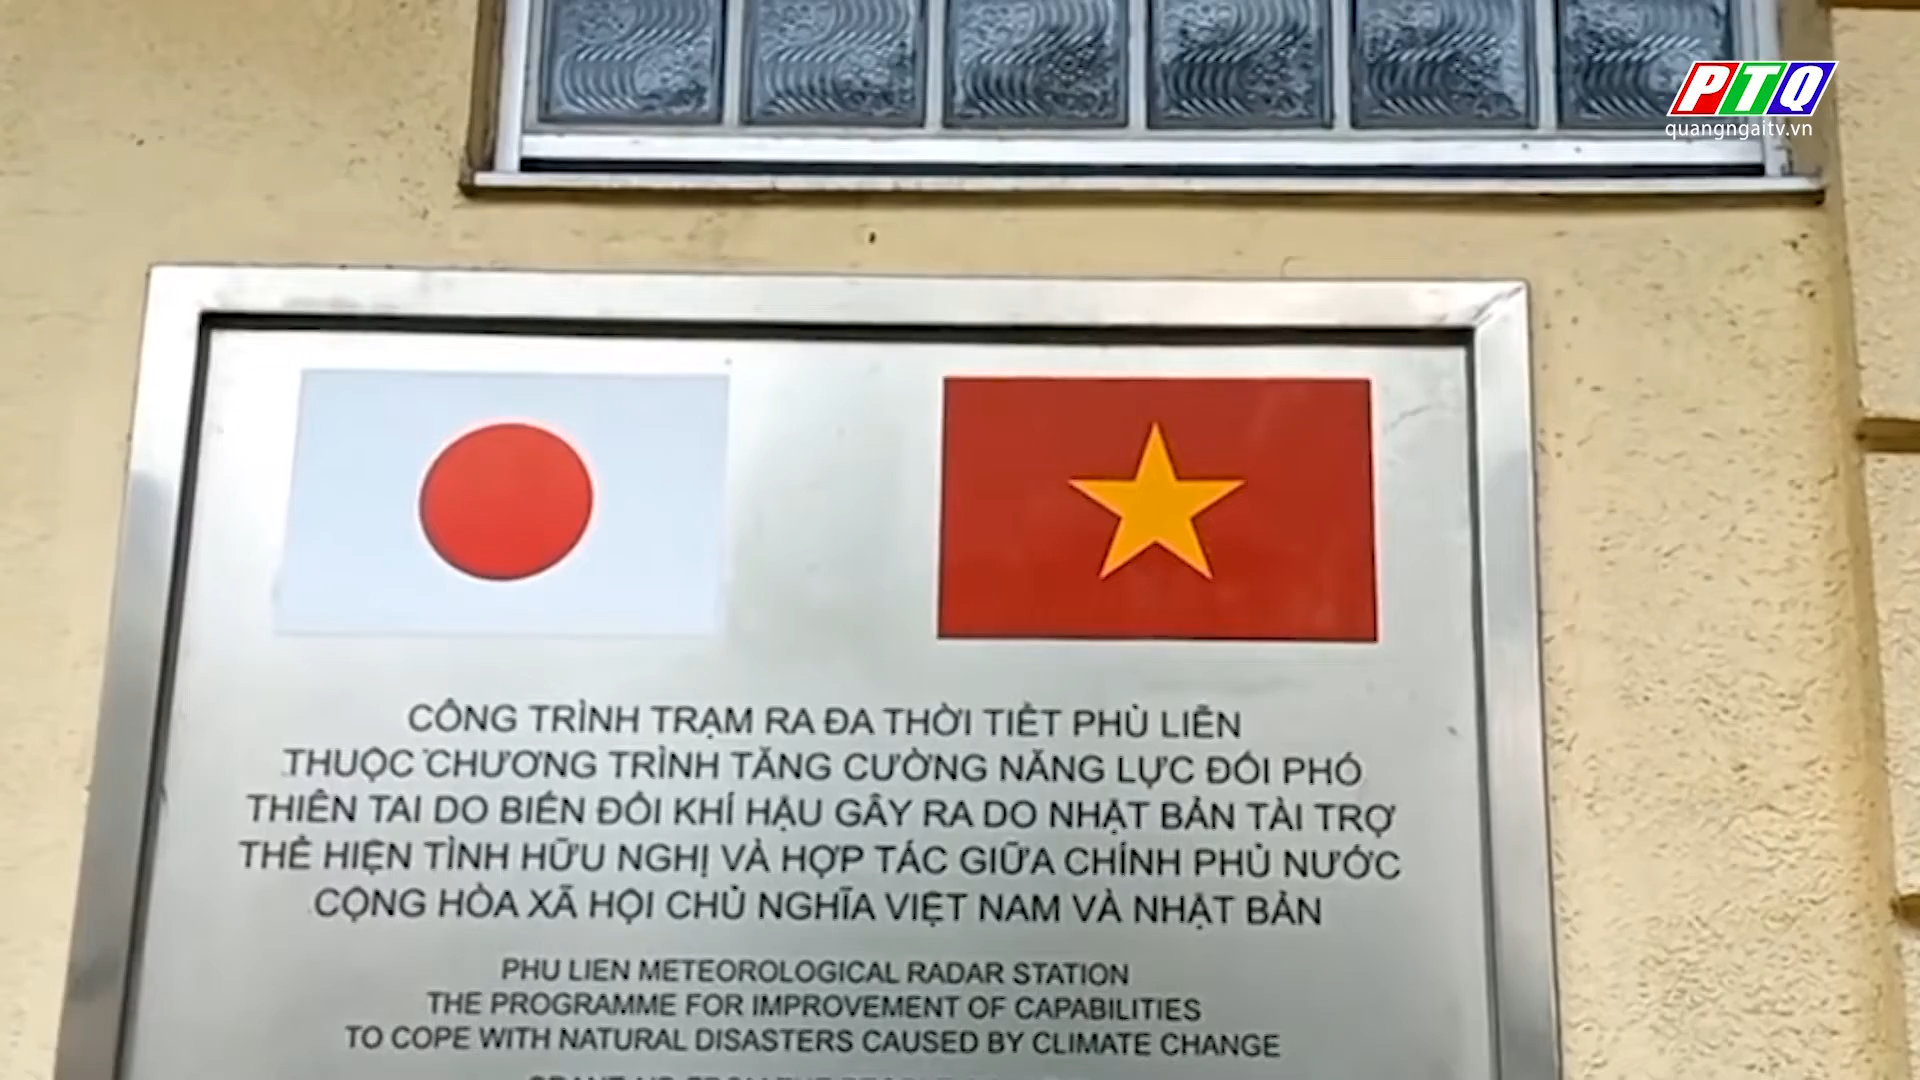 PTQ
quangngaitv.vn
CÔNG TRÌNH TRẠM RA ĐA THỜI TIẾT PHÙ LIỄN
THUỘC CHƯƠNG TRÌNH TĂNG CƯỜNG NĂNG LỰC ĐỐI PHÓ
THIÊN TAI DO BIẾN ĐỔI KHÍ HẬU GÂY RA DO NHẬT BẢN TÀI TRỢ
THỂ HIỆN TÌNH HỮU NGHỊ VÀ HỢP TÁC GIỮA CHÍNH PHỦ NƯỚC
CỘNG HÒA XÃ HỘI CHỦ NGHĨA VIỆT NAM VÀ NHẬT BẢN
PHU LIEN METEOROLOGICAL RADAR STATION
THE PROGRAMME FOR IMPROVEMENT OF CAPABILITIES
TO COPE WITH NATURAL DISASTERS CAUSED BY CLIMATE CHANGE